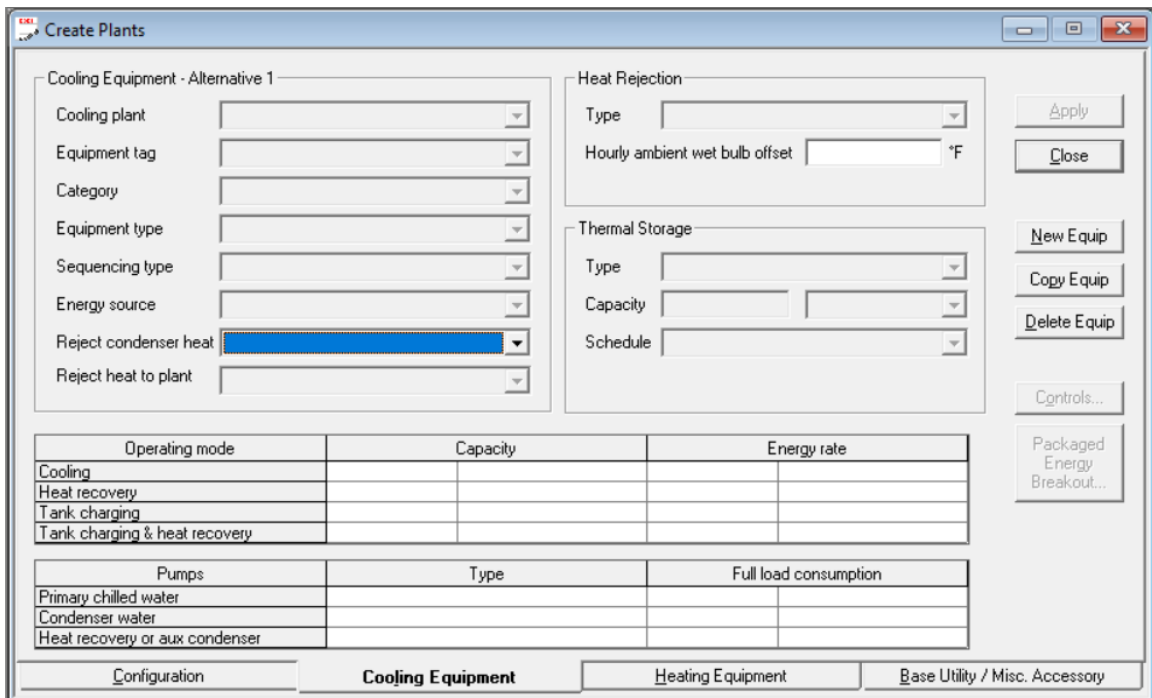 Create Plants
Cooling Equipment - Alternative 1
Cooling plant
Equipment tag
Category
Equipment type
Sequencing type
Energy source
Reject condenser heat
Reject heat to plant
Heat Rejection
Type
Hourly ambient wet bulb offset °F
Thermal Storage
Type
Capacity
Schedule
Apply
Close
New Equip
Copy Equip
Delete Equip
Controls...
Packaged
Energy
Breakout...
Operating mode Capacity Energy rate
Cooling
Heat recovery
Tank charging
Tank charging & heat recovery
Pumps Type Full load consumption
Primary chilled water
Condenser water
Heat recovery or aux condenser
Configuration Cooling Equipment Heating Equipment Base Utility / Misc. Accessory